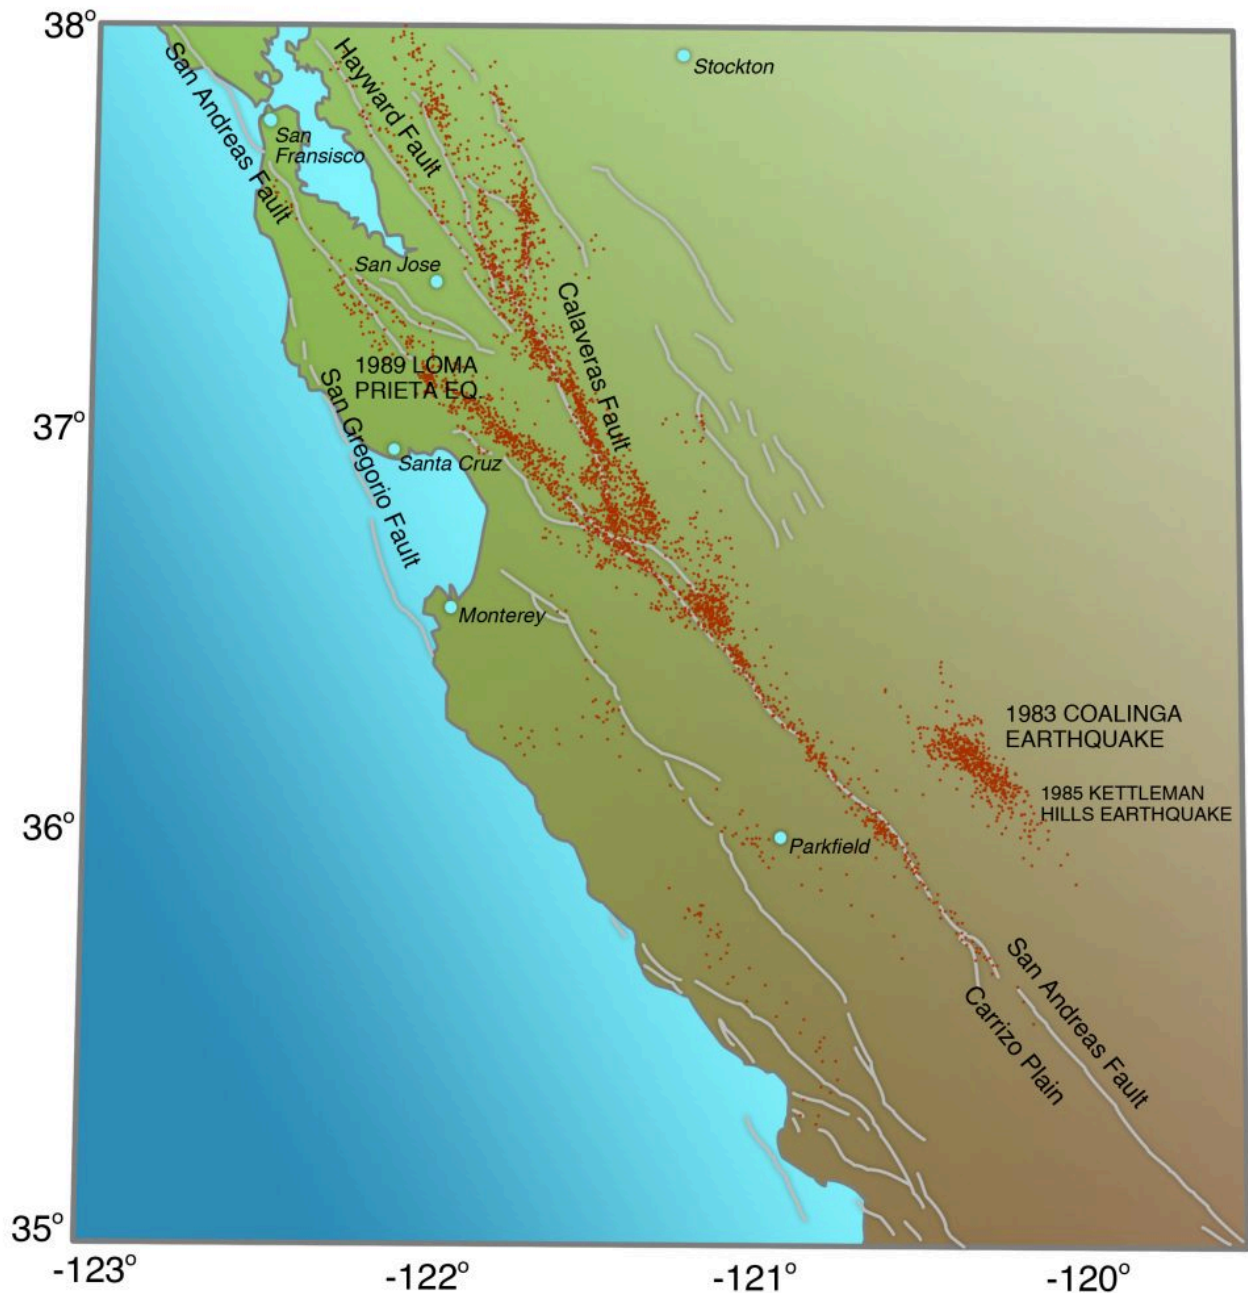 38°
Stockton
Hayward Fault
San Andreas Fault
San
Fransisco
San Jose
Calaveras Fault
1989 LOMA
PRIETA EQ.
San Gregorio Fault
37°
Santa Cruz
Monterey
1983 COALINGA
EARTHQUAKE
1985 KETTLEMAN
HILLS EARTHQUAKE
36°
Parkfield
San Andreas Fault
Carrizo Plain
35°
-123°
-122°
-121°
-120°